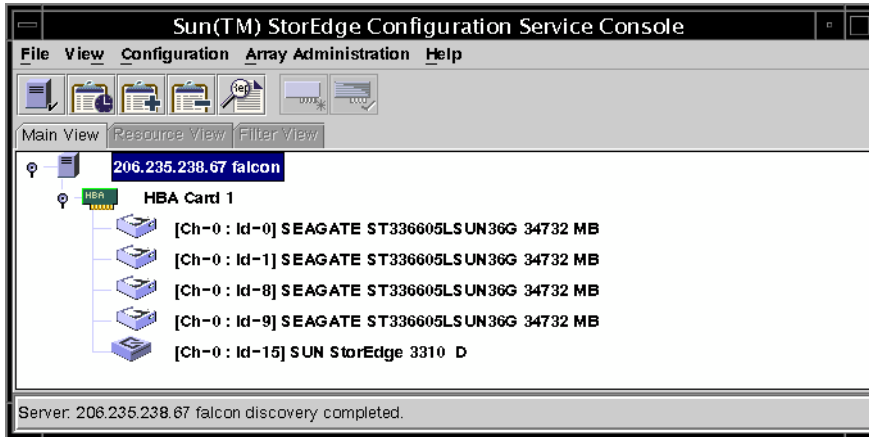 Sun(TM) StorEdge Configuration Service Console
File View Configuration Array Administration Help
Rep
Main View Resource View Filter View
206.235.238.67 falcon
HBA HBA Card 1
[Ch-0 : Id-0] SEAGATE ST336605LSUN36G 34732 MB
[Ch-0 : Id-1] SEAGATE ST336605LSUN36G 34732 MB
[Ch-0 : Id-8] SEAGATE ST336605LSUN36G 34732 MB
[Ch-0 : Id-9] SEAGATE ST336605LSUN36G 34732 MB
[Ch-0 : Id-15] SUN StorEdge 3310 D
Server: 206.235.238.67 falcon discovery completed.